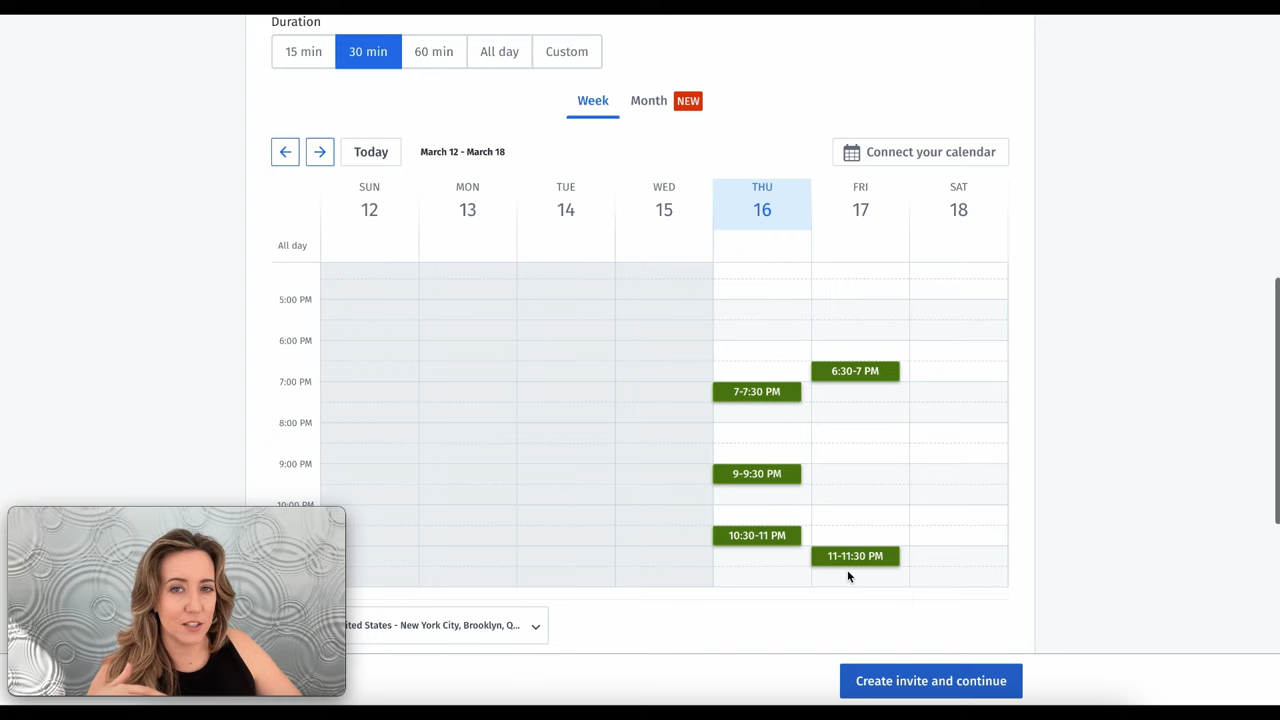 Duration
15 min 30 min 60 min All day Custom
Week Month NEW
Today March 12 - March 18 Connect your calendar
SUN MON TUE WED THU FRI SAT
12 13 14 15 16 17 18
All day
5:00 PM
6:00 PM
6:30-7 PM
7:00 PM
7-7:30 PM
8:00 PM
9:00 PM
9-9:30 PM
10:00 PM
10:30-11 PM
11-11:30 PM
ited States - New York City, Brooklyn, Q...
Create invite and continue